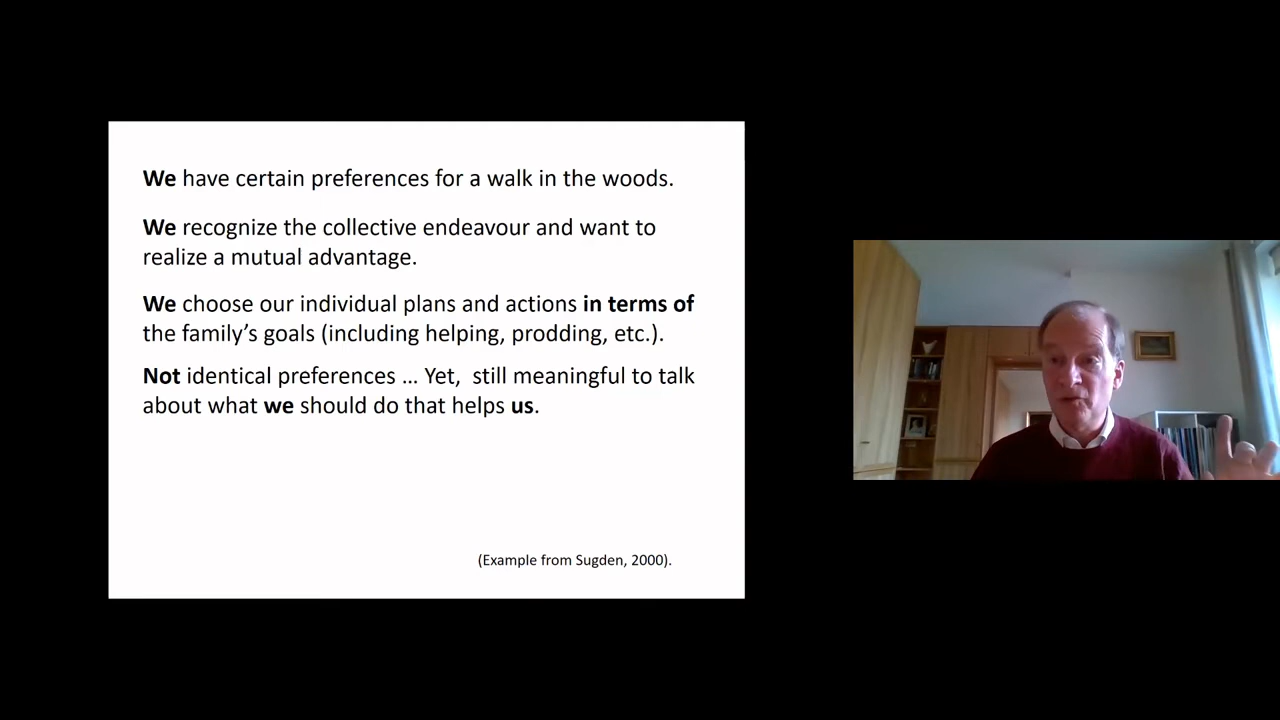 We have certain preferences for a walk in the woods.
We recognize the collective endeavour and want to
realize a mutual advantage.
We choose our individual plans and actions in terms of
the family’s goals (including helping, prodding, etc.).
Not identical preferences … Yet, still meaningful to talk
about what we should do that helps us.
(Example from Sugden, 2000).